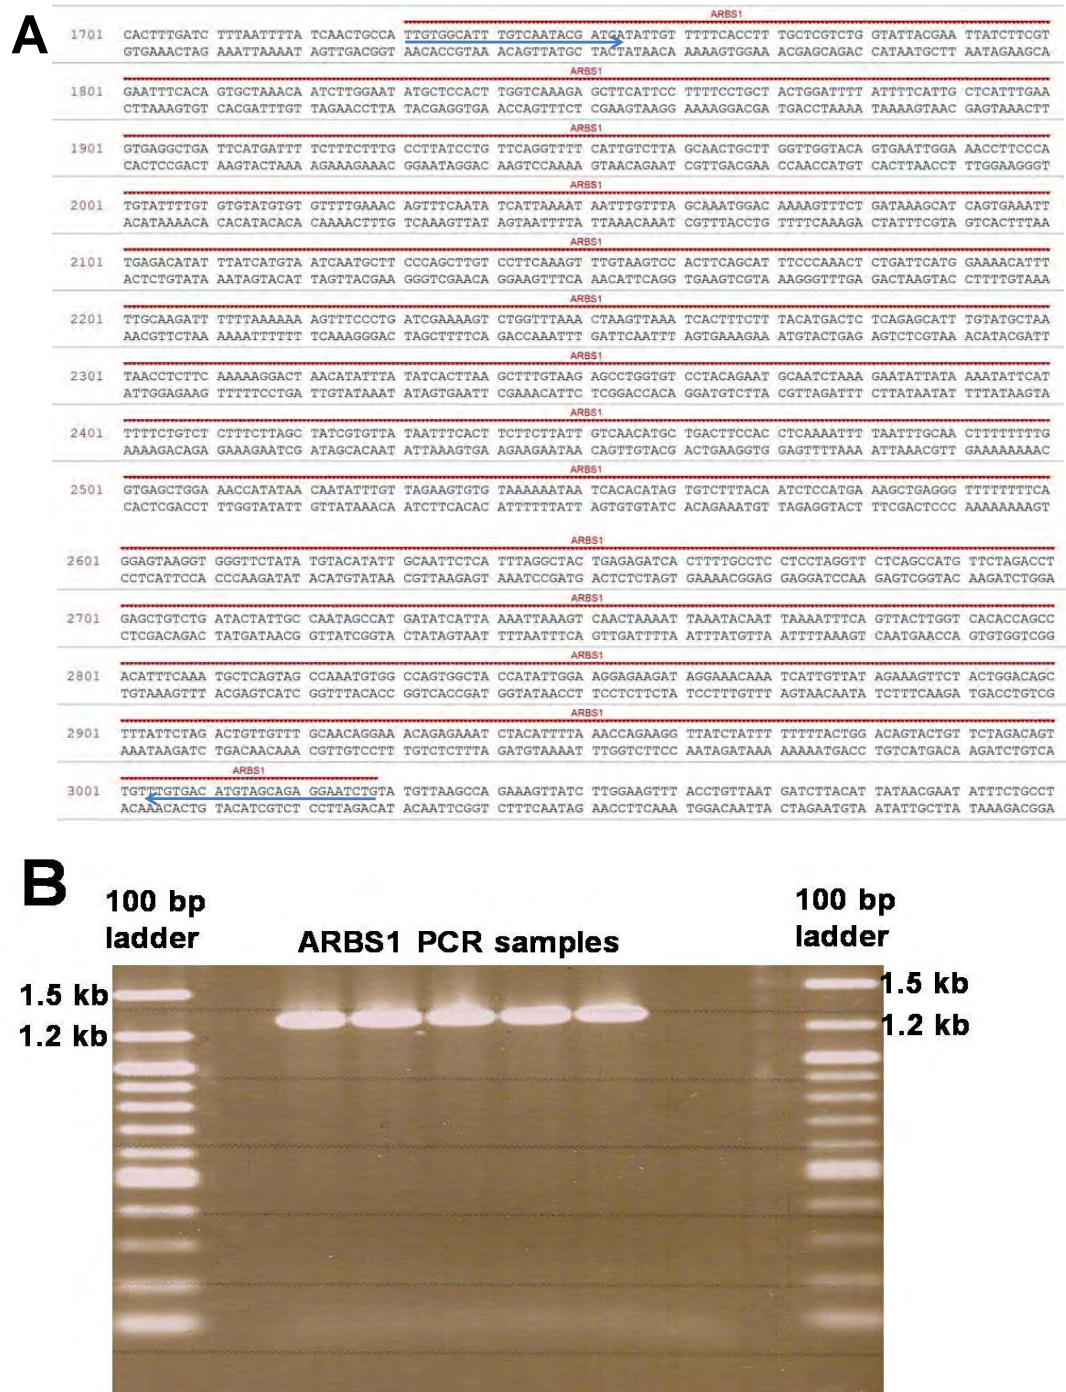 A
ARBS1
1701 CACTTTGATC TTTAATTTTA TCAACTGCCA TTGTGGCATT TGTCAATACG ATGATATTGT TTTTCACCTT TGCTCGTCTG GTATTACGAA TTATCTTCGT
GTGAAACTAG AAATTAAAAT AGTTGACGGT AACACCGTAA ACAGTTATGC TACTATAACA AAAAGTGGAA ACGAGCAGAC CATAATGCTT AATAGAAGCA
ARBS1
1801 GAATTTCACA GTGCTAAACA ATCTTGGAAT ATGCTCCACT TGGTCAAAGA GCTTCATTCC TTTTCCTGCT ACTGGATTTT ATTTTCATTG CTCATTTGAA
CTTAAAGTGT CACGATTTGT TAGAACCTTA TACGAGGTGA ACCAGTTTCT CGAAGTAAGG AAAAGGACGA TGACCTAAAA TAAAAGTAAC GAGTAAACTT
ARBS1
1901 GTGAGGCTGA TTCATGATTT TCTTTCTTTG CCTTATCCTG TTCAGGTTTT CATTGTCTTA GCAACTGCTT GGTTGGTACA GTGAATTGGA AACCTTCCCA
CACTCCGACT AAGTACTAAA AGAAAGAAAC GGAATAGGAC AAGTCCAAAA GTAACAGAAT CGTTGACGAA CCAACCATGT CACTTAACCT TTGGAAGGGT
ARBS1
2001 TGTATTTTGT GTGTATGTGT GTTTTGAAAC AGTTTCAATA TCATTAAAAT AATTTGTTTA GCAAATGGAC AAAAGTTTCT GATAAAGCAT CAGTGAAATT
ACATAAAACA CACATACACA CAAAACTTTG TCAAAGTTAT AGTAATTTTA TTAAACAAAT CGTTTACCTG TTTTCAAAGA CTATTTCGTA GTCACTTTAA
ARBS1
2101 TGAGACATAT TTATCATGTA ATCAATGCTT CCCAGCTTGT CCTTCAAAGT TTGTAAGTCC ACTTCAGCAT TTCCCAAACT CTGATTCATG GAAAACATTT
ACTCTGTATA AATAGTACAT TAGTTACGAA GGGTCGAACA GGAAGTTTCA AACATTCAGG TGAAGTCGTA AAGGGTTTGA GACTAAGTAC CTTTTGTAAA
ARBS1
2201 TTGCAAGATT TTTTAAAAAA AGTTTCCCTG ATCGAAAAGT CTGGTTTAAA CTAAGTTAAA TCACTTTCTT TACATGACTC TCAGAGCATT TGTATGCTAA
AACGTTCTAA AAAATTTTTT TCAAAGGGAC TAGCTTTTCA GACCAAATTT GATTCAATTT AGTGAAAGAA ATGTACTGAG AGTCTCGTAA ACATACGATT
ARBS1
2301 TAACCTCTTC AAAAAGGACT AACATATTTA TATCACTTAA GCTTTGTAAG AGCCTGGTGT CCTACAGAAT GCAATCTAAA GAATATTATA AAATATTCAT
ATTGGAGAAG TTTTTCCTGA TTGTATAAAT ATAGTGAATT CGAAACATTC TCGGACCACA GGATGTCTTA CGTTAGATTT CTTATAATAT TTTATAAGTA
ARBS1
2401 TTTTCTGTCT CTTTCTTAGC TATCGTGTTA TAATTTCACT TCTTCTTATT GTCAACATGC TGACTTCCAC CTCAAAATTT TAATTTGCAA CTTTTTTTTG
AAAAGACAGA GAAAGAATCG ATAGCACAAT ATTAAAGTGA AGAAGAATAA CAGTTGTACG ACTGAAGGTG GAGTTTTAAA ATTAAACGTT GAAAAAAAAC
ARBS1
2501 GTGAGCTGGA AACCATATAA CAATATTTGT TAGAAGTGTG TAAAAAATAA TCACACATAG TGTCTTTACA ATCTCCATGA AAGCTGAGGG TTTTTTTTCA
CACTCGACCT TTGGTATATT GTTATAAACA ATCTTCACAC ATTTTTTATT AGTGTGTATC ACAGAAATGT TAGAGGTACT TTCGACTCCC AAAAAAAAGT
ARBS1
2601 GGAGTAAGGT GGGTTCTATA TGTACATATT GCAATTCTCA TTTAGGCTAC TGAGAGATCA CTTTTGCCTC CTCCTAGGTT CTCAGCCATG TTCTAGACCT
CCTCATTCCA CCCAAGATAT ACATGTATAA CGTTAAGAGT AAATCCGATG ACTCTCTAGT GAAAACGGAG GAGGATCCAA GAGTCGGTAC AAGATCTGGA
ARBS1
2701 GAGCTGTCTG ATACTATTGC CAATAGCCAT GATATCATTA AAATTAAAGT CAACTAAAAT TAAATACAAT TAAAATTTCA GTTACTTGGT CACACCAGCC
CTCGACAGAC TATGATAACG GTTATCGGTA CTATAGTAAT TTTAATTTCA GTTGATTTTA ATTTATGTTA ATTTTAAAGT CAATGAACCA GTGTGGTCGG
ARBS1
2801 ACATTTCAAA TGCTCAGTAG CCAAATGTGG CCAGTGGCTA CCATATTGGA AGGAGAAGAT AGGAAACAAA TCATTGTTAT AGAAAGTTCT ACTGGACAGC
TGTAAAGTTT ACGAGTCATC GGTTTACACC GGTCACCGAT GGTATAACCT TCCTCTTCTA TCCTTTGTTT AGTAACAATA TCTTTCAAGA TGACCTGTCG
ARBS1
2901 TTTATTCTAG ACTGTTGTTT GCAACAGGAA ACAGAGAAAT CTACATTTTA AACCAGAAGG TTATCTATTT TTTTTACTGG ACAGTACTGT TCTAGACAGT
AAATAAGATC TGACAACAAA CGTTGTCCTT TGTCTCTTTA GATGTAAAAT TTGGTCTTCC AATAGATAAA AAAAATGACC TGTCATGACA AGATCTGTCA
ARBS1
3001 TGTTTGTGAC ATGTAGCAGA GGAATCTGTA TGTTAAGCCA GAAAGTTATC TTGGAAGTTT ACCTGTTAAT GATCTTACAT TATAACGAAT ATTTCTGCCT
ACAAACACTG TACATCGTCT CCTTAGACAT ACAATTCGGT CTTTCAATAG AACCTTCAAA TGGACAATTA CTAGAATGTA ATATTGCTTA TAAAGACGGA
B
100 bp
ladder
ARBS1 PCR samples
100 bp
ladder
1.5 kb
1.2 kb
1.5 kb
1.2 kb